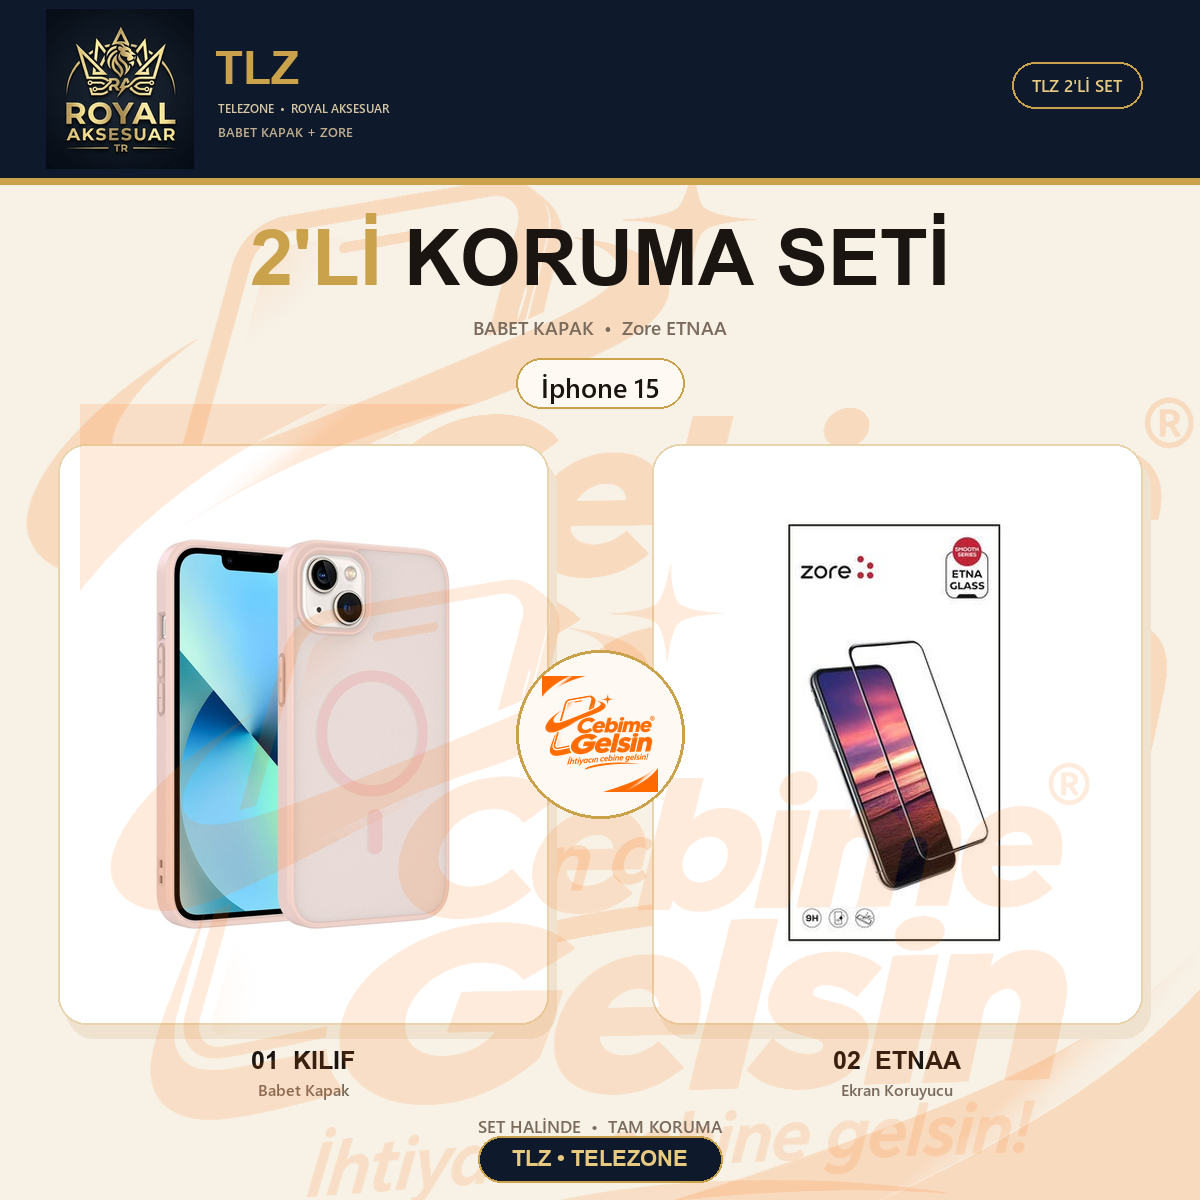 ROYAL
AKSESUAR
TR
TLZ
TELEZONE • ROYAL AKSESUAR
BABET KAPAK + ZORE
TLZ 2'Lİ SET
2'Lİ KORUMA SETİ
BABET KAPAK • Zore ETNAA
İphone 15
zore
SMOOTH
SERIES
ETNA
GLASS
9H
Cebime®
Gelsin
İhtiyacın cebine gelsin!
Cebime®
Gelsin
01 KILIF
Babet Kapak
02 ETNAA
Ekran Koruyucu
SET HALİNDE • TAM KORUMA
TLZ • TELEZONE